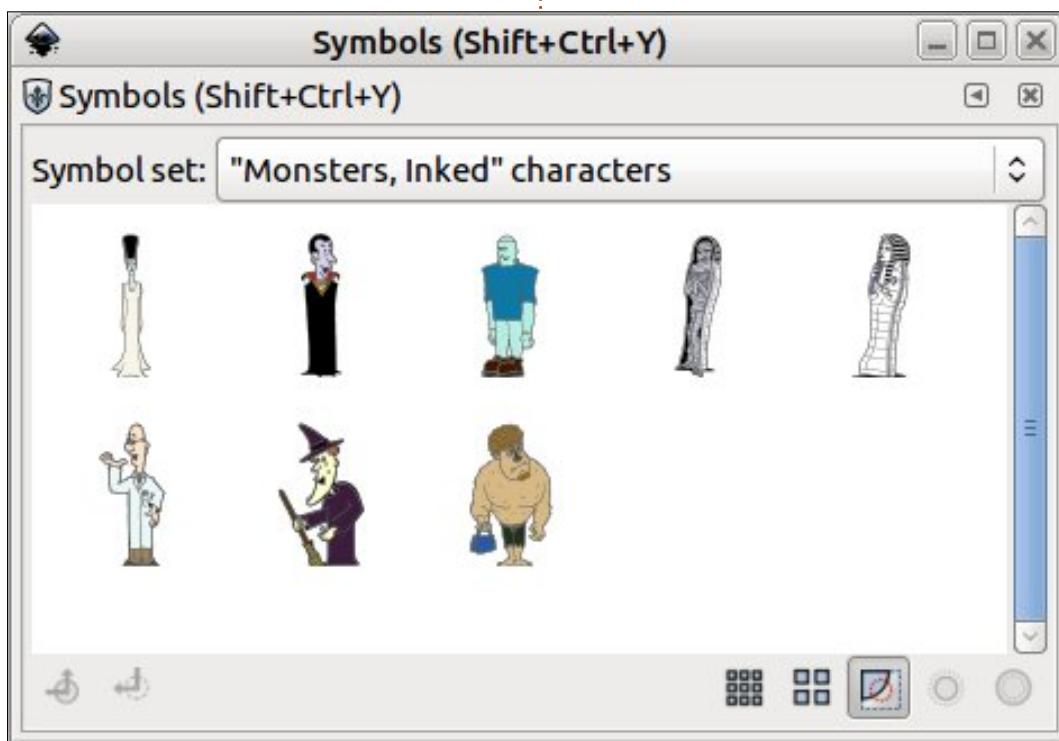 Symbols (Shift+Ctrl+Y)
Symbols (Shift+Ctrl+Y)
Symbol set: "Monsters, Inked" characters